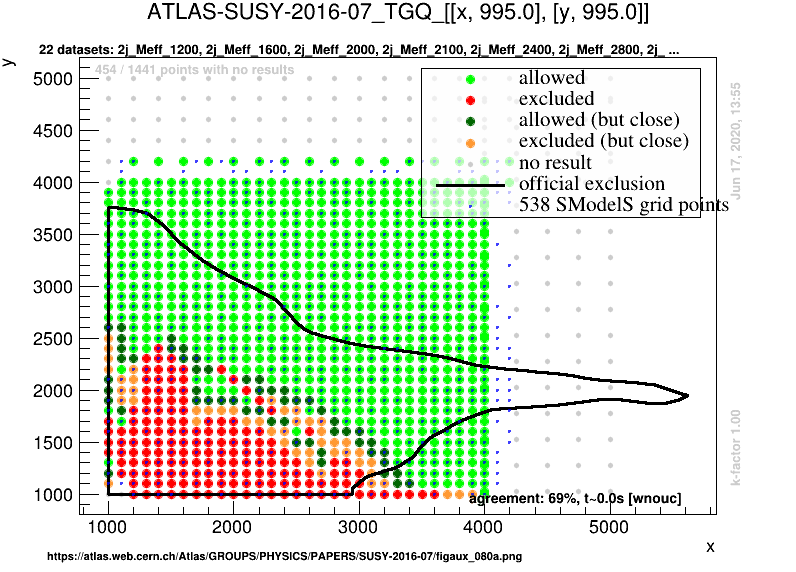 ATLAS-SUSY-2016-07_TGQ_[[x, 995.0], [y, 995.0]]
22 datasets: 2j_Meff_1200, 2j_Meff_1600, 2j_Meff_2000, 2j_Meff_2100, 2j_Meff_2400, 2j_Meff_2800, 2j_ ...
y
454 / 1441 points with no results
allowed
excluded
allowed (but close)
excluded (but close)
no result
official exclusion
538 SModelS grid points
5000
4500
4000
3500
3000
2500
2000
1500
1000
Jun 17, 2020, 13:55
k-factor 1.00
agreement: 69%, t~0.0s [wnouc]
1000 2000 3000 4000 5000
x
https://atlas.web.cern.ch/Atlas/GROUPS/PHYSICS/PAPERS/SUSY-2016-07/figaux_080a.png